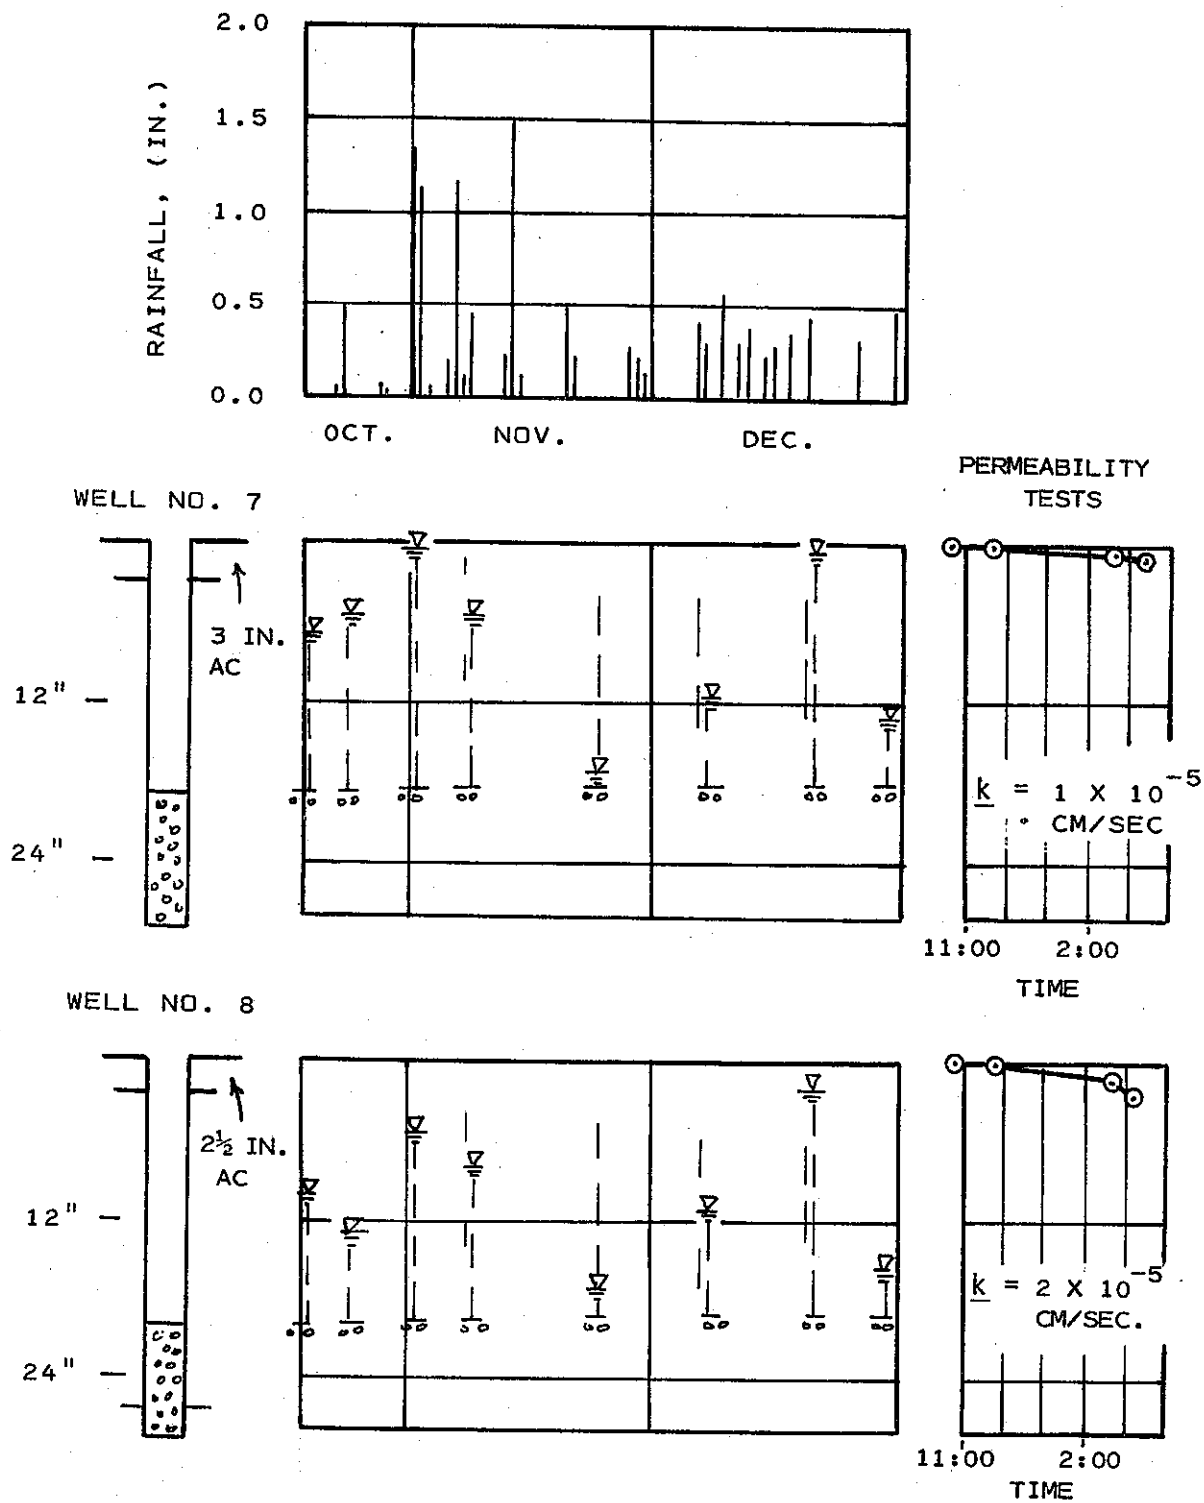 2.0
1.5
1.0
0.5
0.0
RAINFALL, (IN.)
OCT.
NOV.
DEC.
PERMEABILITY
TESTS
WELL NO. 7
3 IN.
AC
12"
24"
k = 1 X 10-5
CM/SEC
11:00
2:00
TIME
WELL NO. 8
2½ IN.
AC
12"
24"
k = 2 X 10-5
CM/SEC.
11:00
2:00
TIME